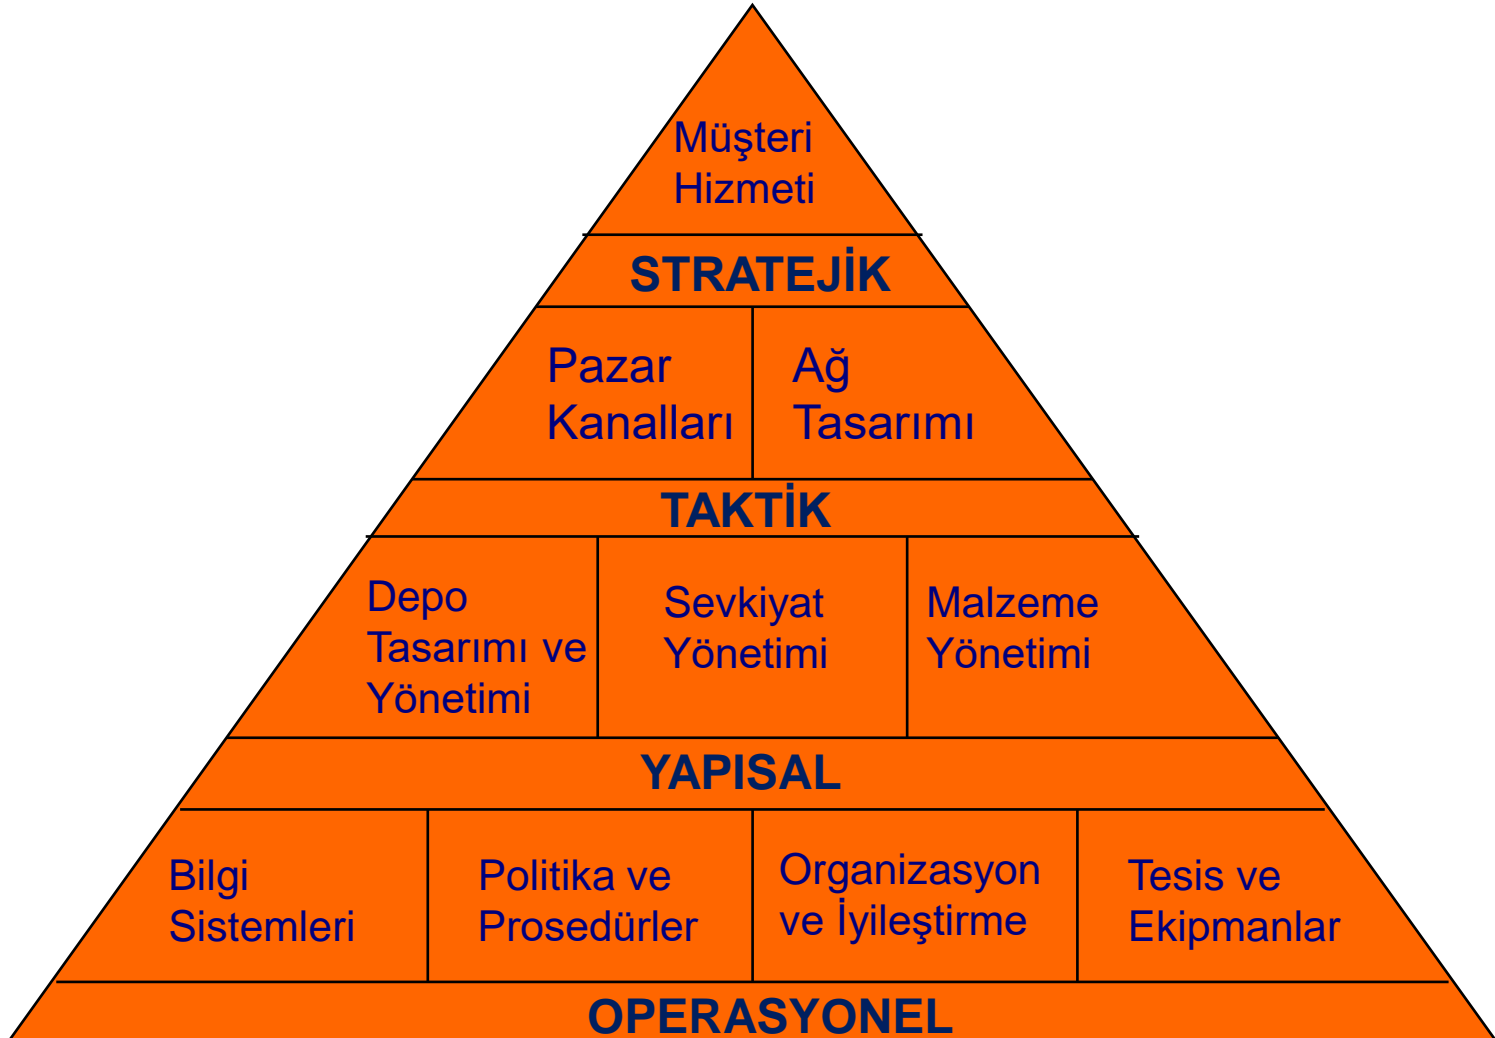 Müşteri
Hizmeti
STRATEJİK
Pazar
Kanalları
Ağ
Tasarımı
TAKTİK
Depo
Tasarımı ve
Yönetimi
Sevkiyat
Yönetimi
Malzeme
Yönetimi
YAPISAL
Bilgi
Sistemleri
Politika ve
Prosedürler
Organizasyon
ve İyileştirme
Tesis ve
Ekipmanlar
OPERASYONEL